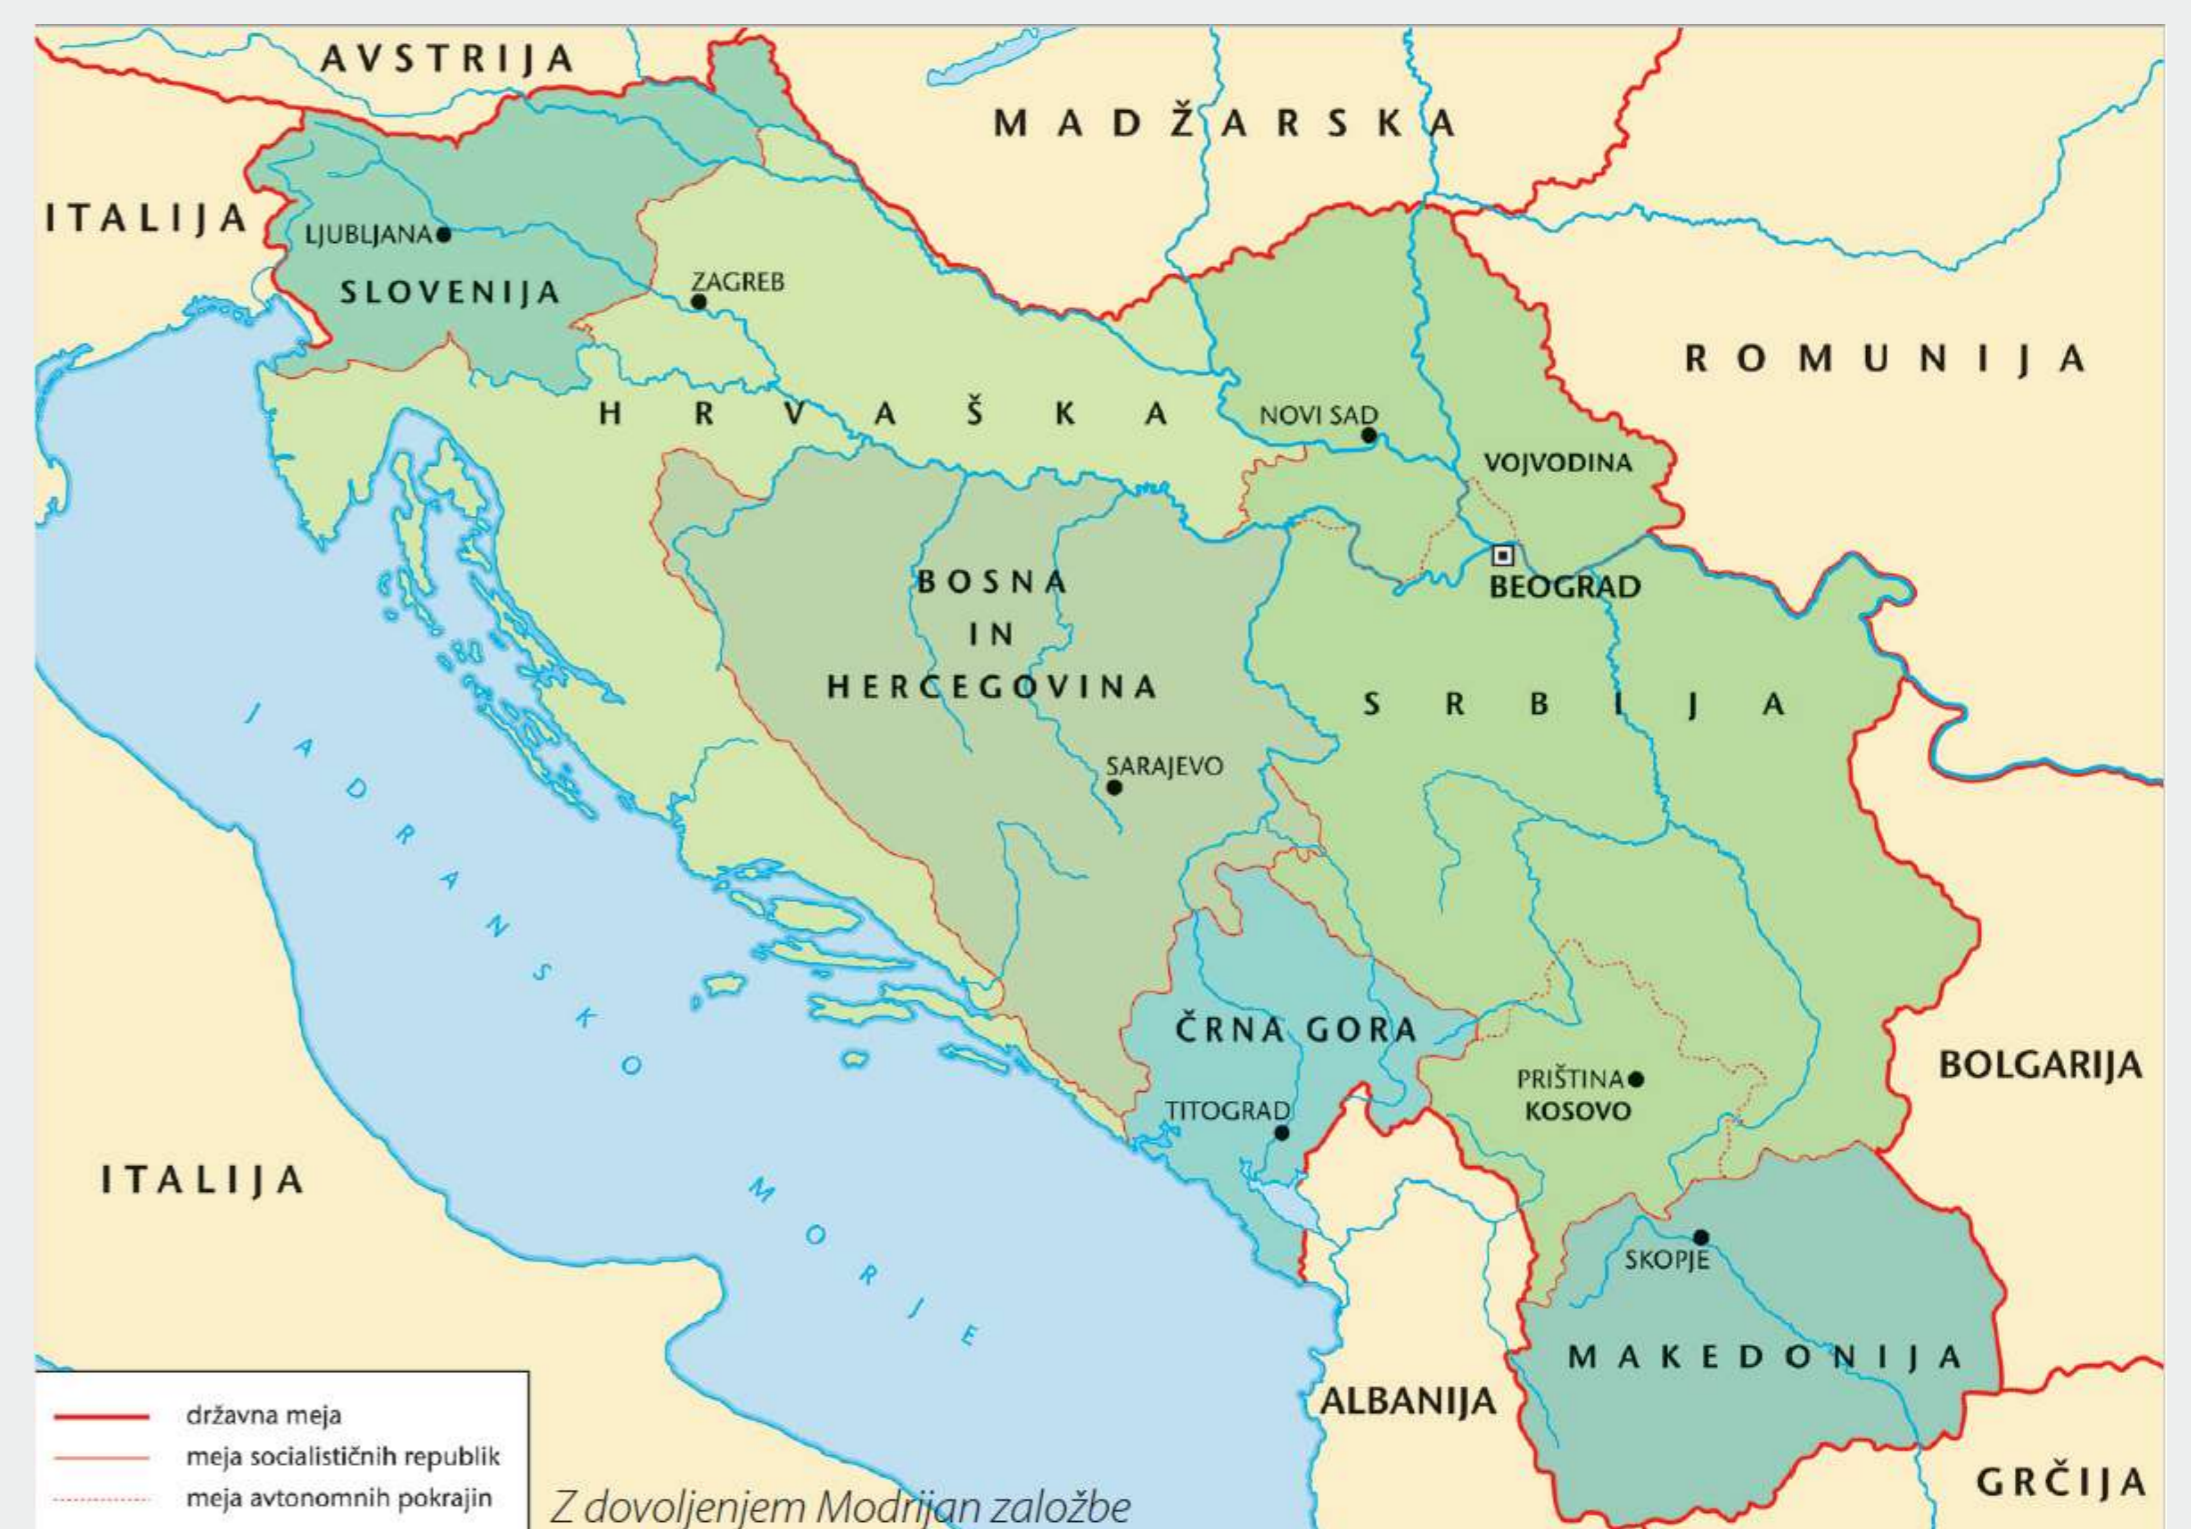 AVSTRIJA
MADŽARSKA
ITALIJA
LJUBLJANA
SLOVENIJA
ZAGREB
ROMUNIJA
HRVAŠKA
NOVI SAD
VOJVODINA
BOSNA
IN
HERCEGOVINA
BEOGRAD
SRBIJA
SARAJEVO
JADRANSKO MORJE
ČRNA GORA
BOLGARIJA
PRIŠTINA
KOSOVO
TITOGRAD
ITALIJA
SKOPJE
MAKEDONIJA
ALBANIJA
GRČIJA
državna meja
meja socialističnih republik
meja avtonomnih pokrajin
Z dovoljenjem Modrijan založbe